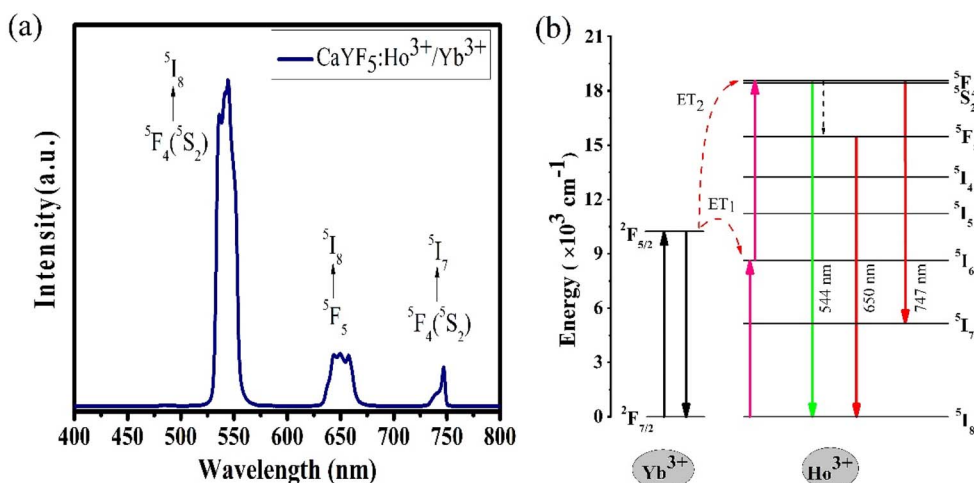 (a)
CaYF5:Ho3+/Yb3+
5I8
5F4(5S2)
5I8
5F5
5I7
5F4(5S2)
Intensity(a.u.)
400 450 500 550 600 650 700 750 800
Wavelength (nm)
(b)
Energy ( ×10³ cm⁻¹)
21
18
15
12
9
6
3
0
ET2
ET1
2F5/2
2F7/2
544 nm
650 nm
747 nm
5S2
5I4
5I5
5I6
5I7
5I8
Yb3+
Ho3+